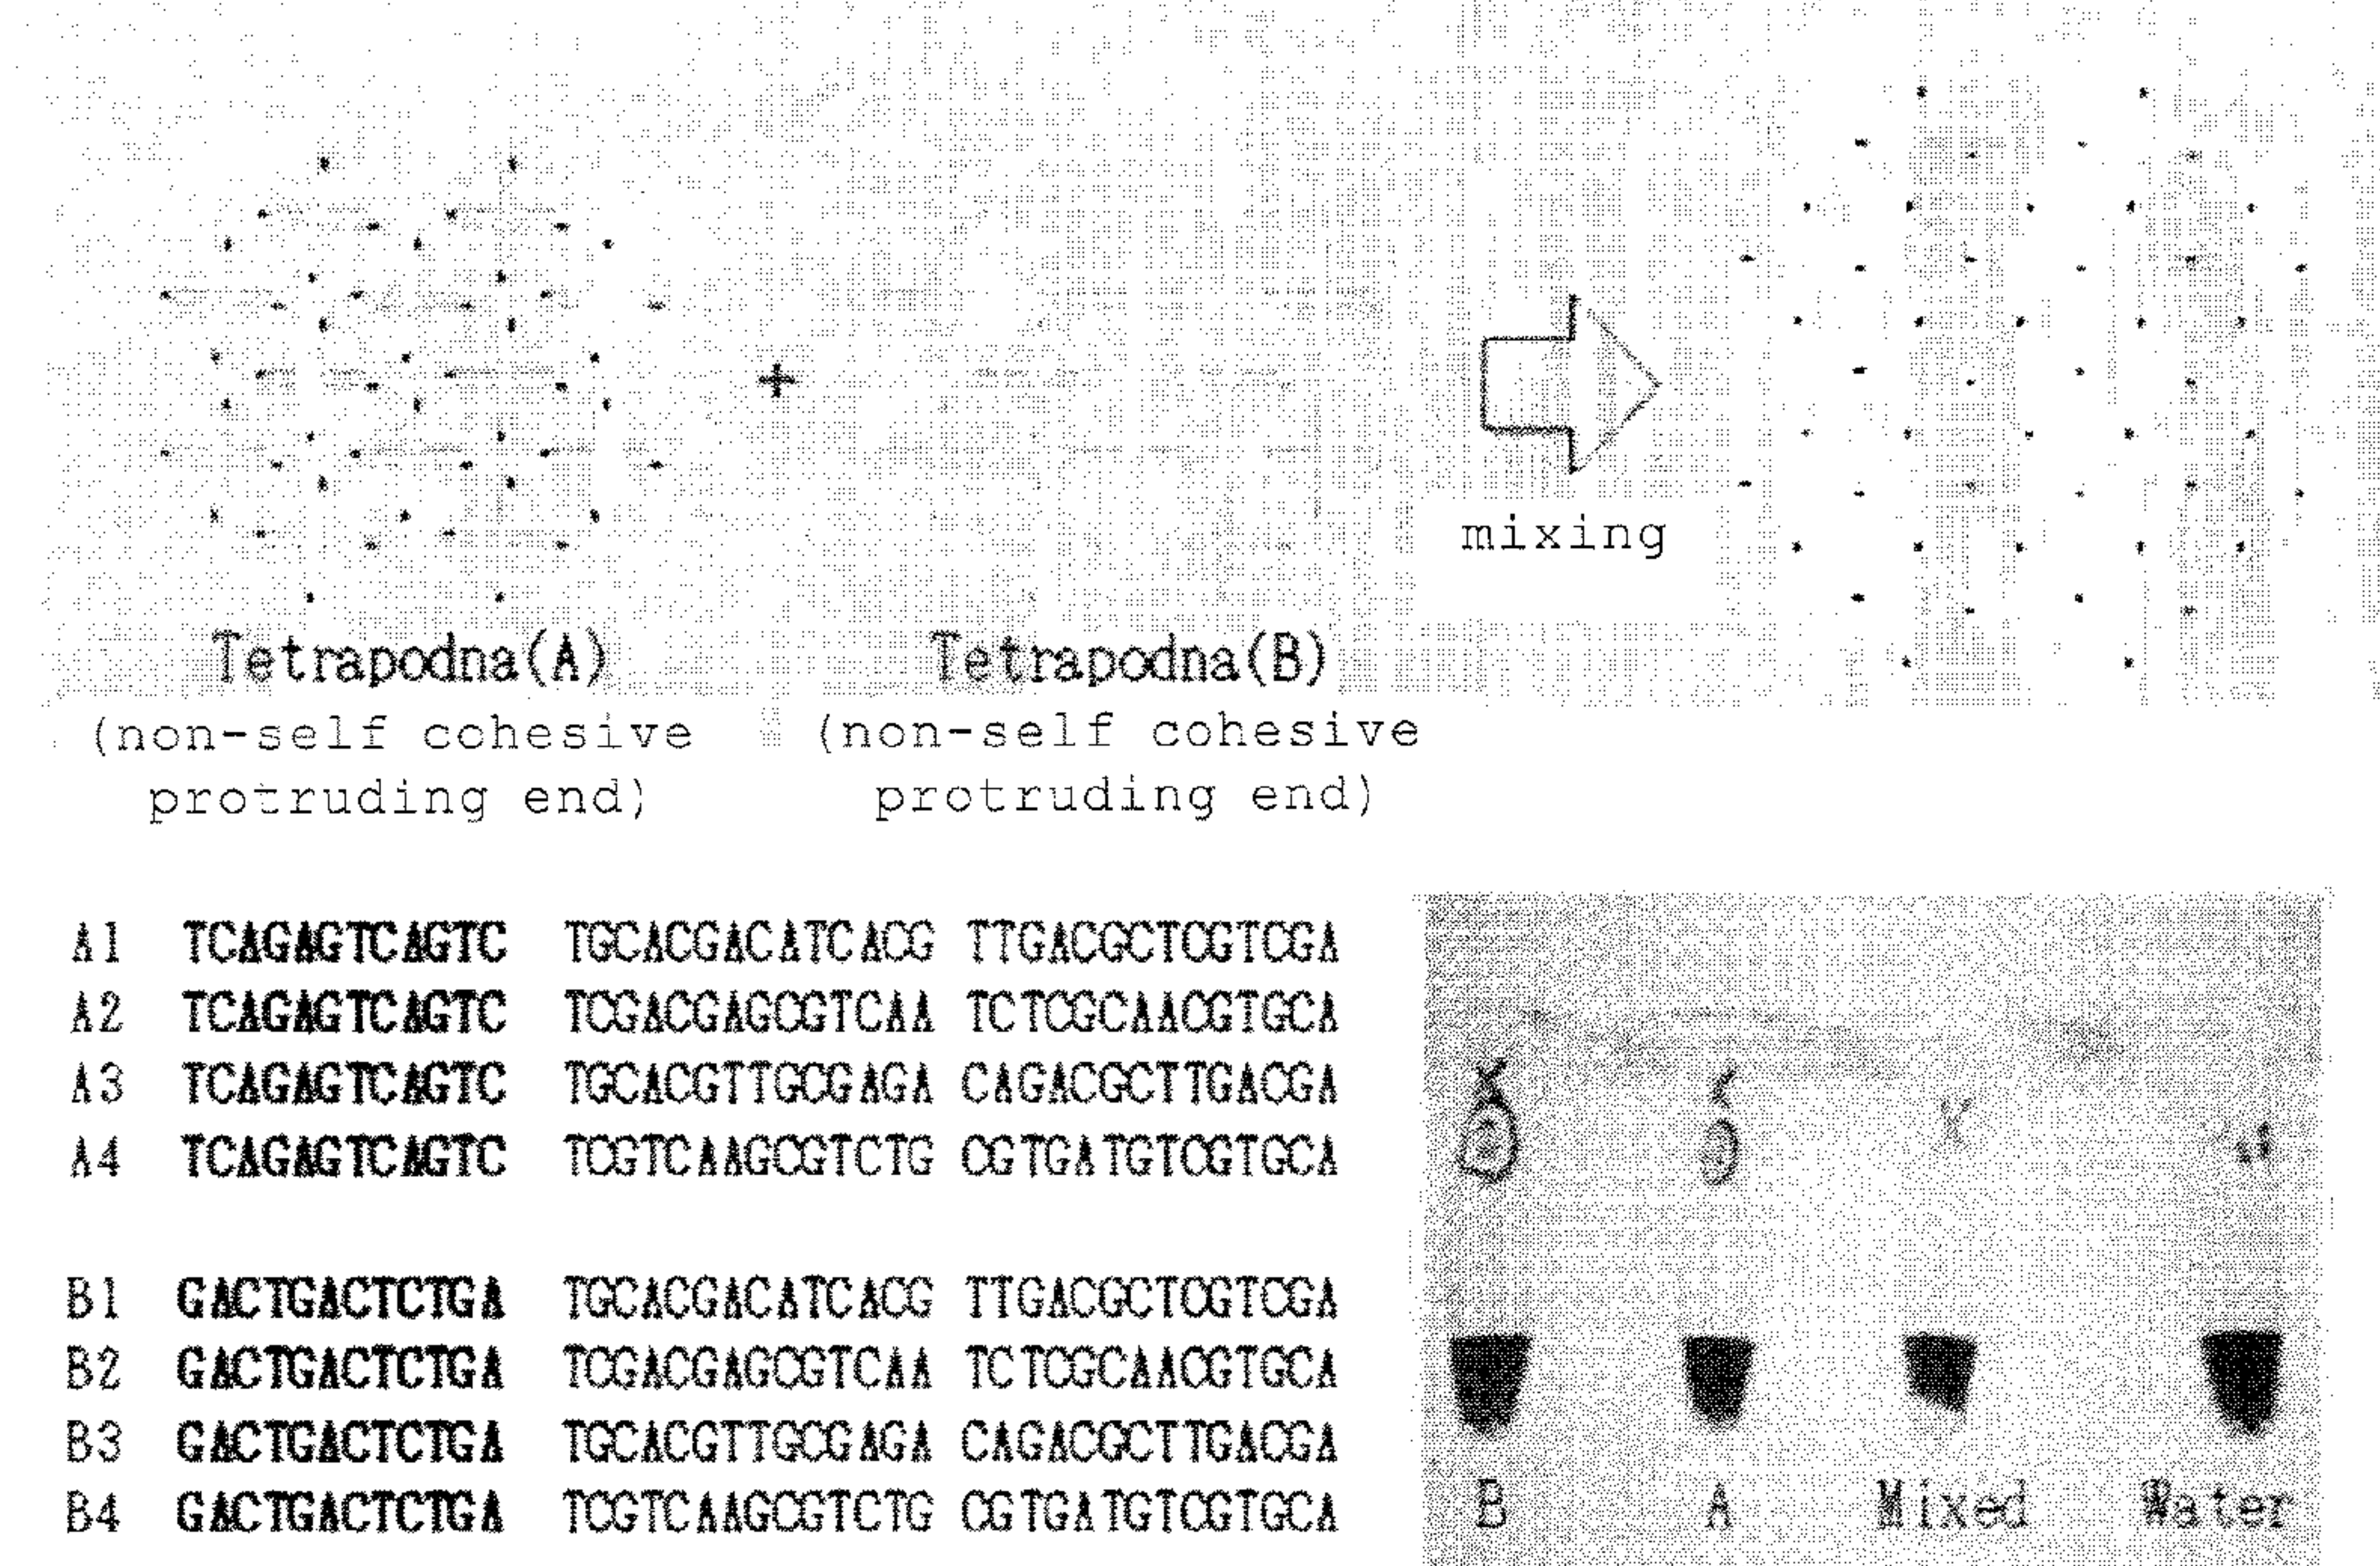 +
mixing
Tetrapodna(A) Tetrapodna(B)
(non-self cohesive (non-self cohesive
protruding end) protruding end)
A1 TCAGAGTCAGTC TGCACGACATCACG TTGACGCTCGTCGA
A2 TCAGAGTCAGTC TCGACGAGCGTCAA TCTCGCAACGTGCA
A3 TCAGAGTCAGTC TGCACGTTGCGAGA CAGACGCTTGACGA
A4 TCAGAGTCAGTC TCGTCAAGCGTCTG CGTGATGTCGTGCA
B1 GACTGACTCTGA TGCACGACATCACG TTGACGCTCGTCGA
B2 GACTGACTCTGA TCGACGAGCGTCAA TCTCGCAACGTGCA
B3 GACTGACTCTGA TGCACGTTGCGAGA CAGACGCTTGACGA
B4 GACTGACTCTGA TCGTCAAGCGTCTG CGTGATGTCGTGCA
B A Mixed Water